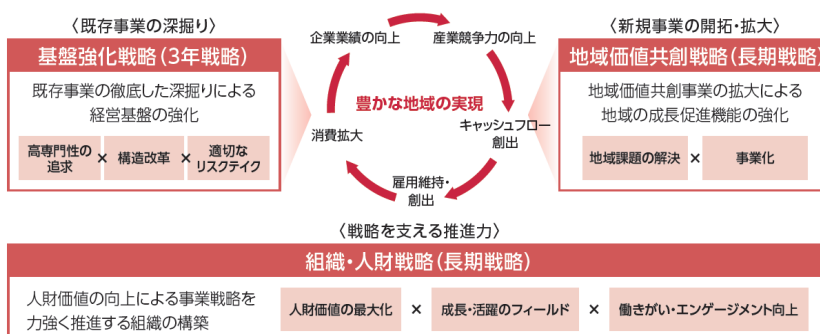 〈既存事業の深掘り〉
基盤強化戦略(3年戦略)
既存事業の徹底した深掘りによる
経営基盤の強化
高専門性の
追求
×
構造改革
×
適切な
リスクテイク
企業業績の向上
産業競争力の向上
豊かな地域の実現
キャッシュフロー
創出
雇用維持・
創出
消費拡大
〈新規事業の開拓・拡大〉
地域価値共創戦略(長期戦略)
地域価値共創事業の拡大による
地域の成長促進機能の強化
地域課題の解決
×
事業化
〈戦略を支える推進力〉
組織・人財戦略(長期戦略)
人財価値の向上による事業戦略を
力強く推進する組織の構築
人財価値の最大化
×
成長・活躍のフィールド
×
働きがい・エンゲージメント向上